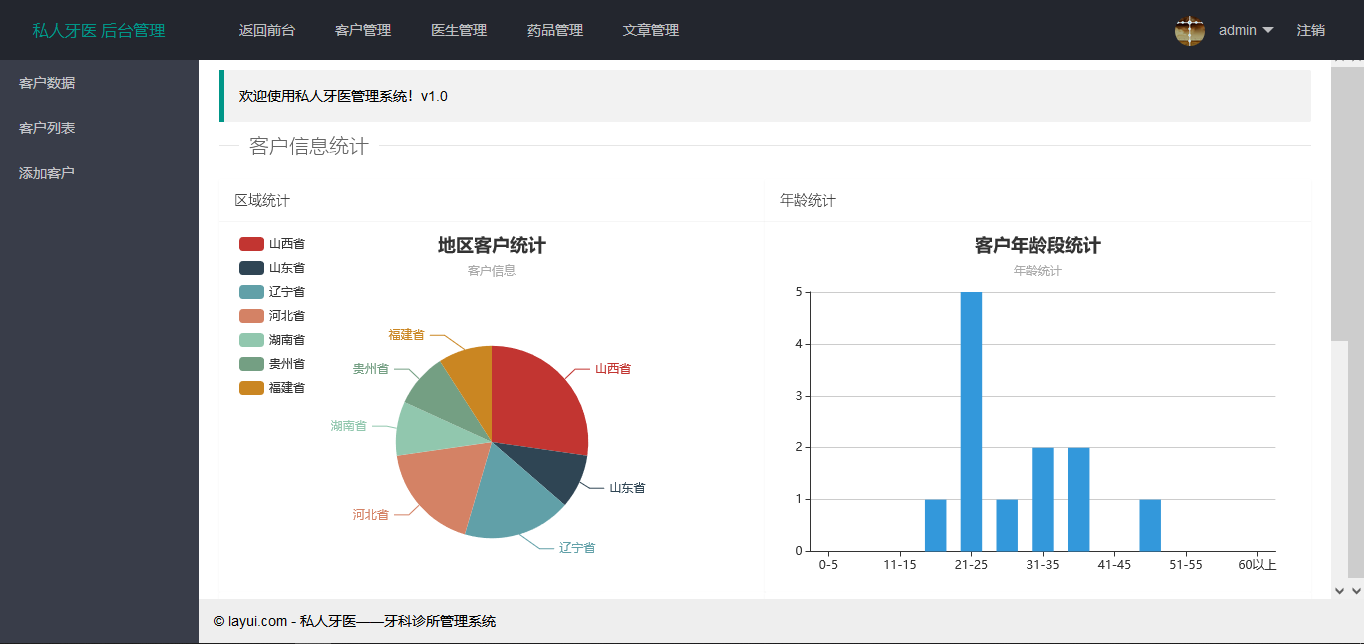 私人牙医 后台管理 返回前台 客户管理 医生管理 药品管理 文章管理 admin 注销
客户数据
客户列表
添加客户
欢迎使用私人牙医管理系统！v1.0
客户信息统计
区域统计
山西省
山东省
辽宁省
河北省
湖南省
贵州省
福建省
地区客户统计
客户信息
福建省
贵州省
湖南省
河北省
山西省
山东省
辽宁省
年龄统计
客户年龄段统计
年龄统计
5
4
3
2
1
0
0-5 11-15 21-25 31-35 41-45 51-55 60以上
© layui.com - 私人牙医——牙科诊所管理系统